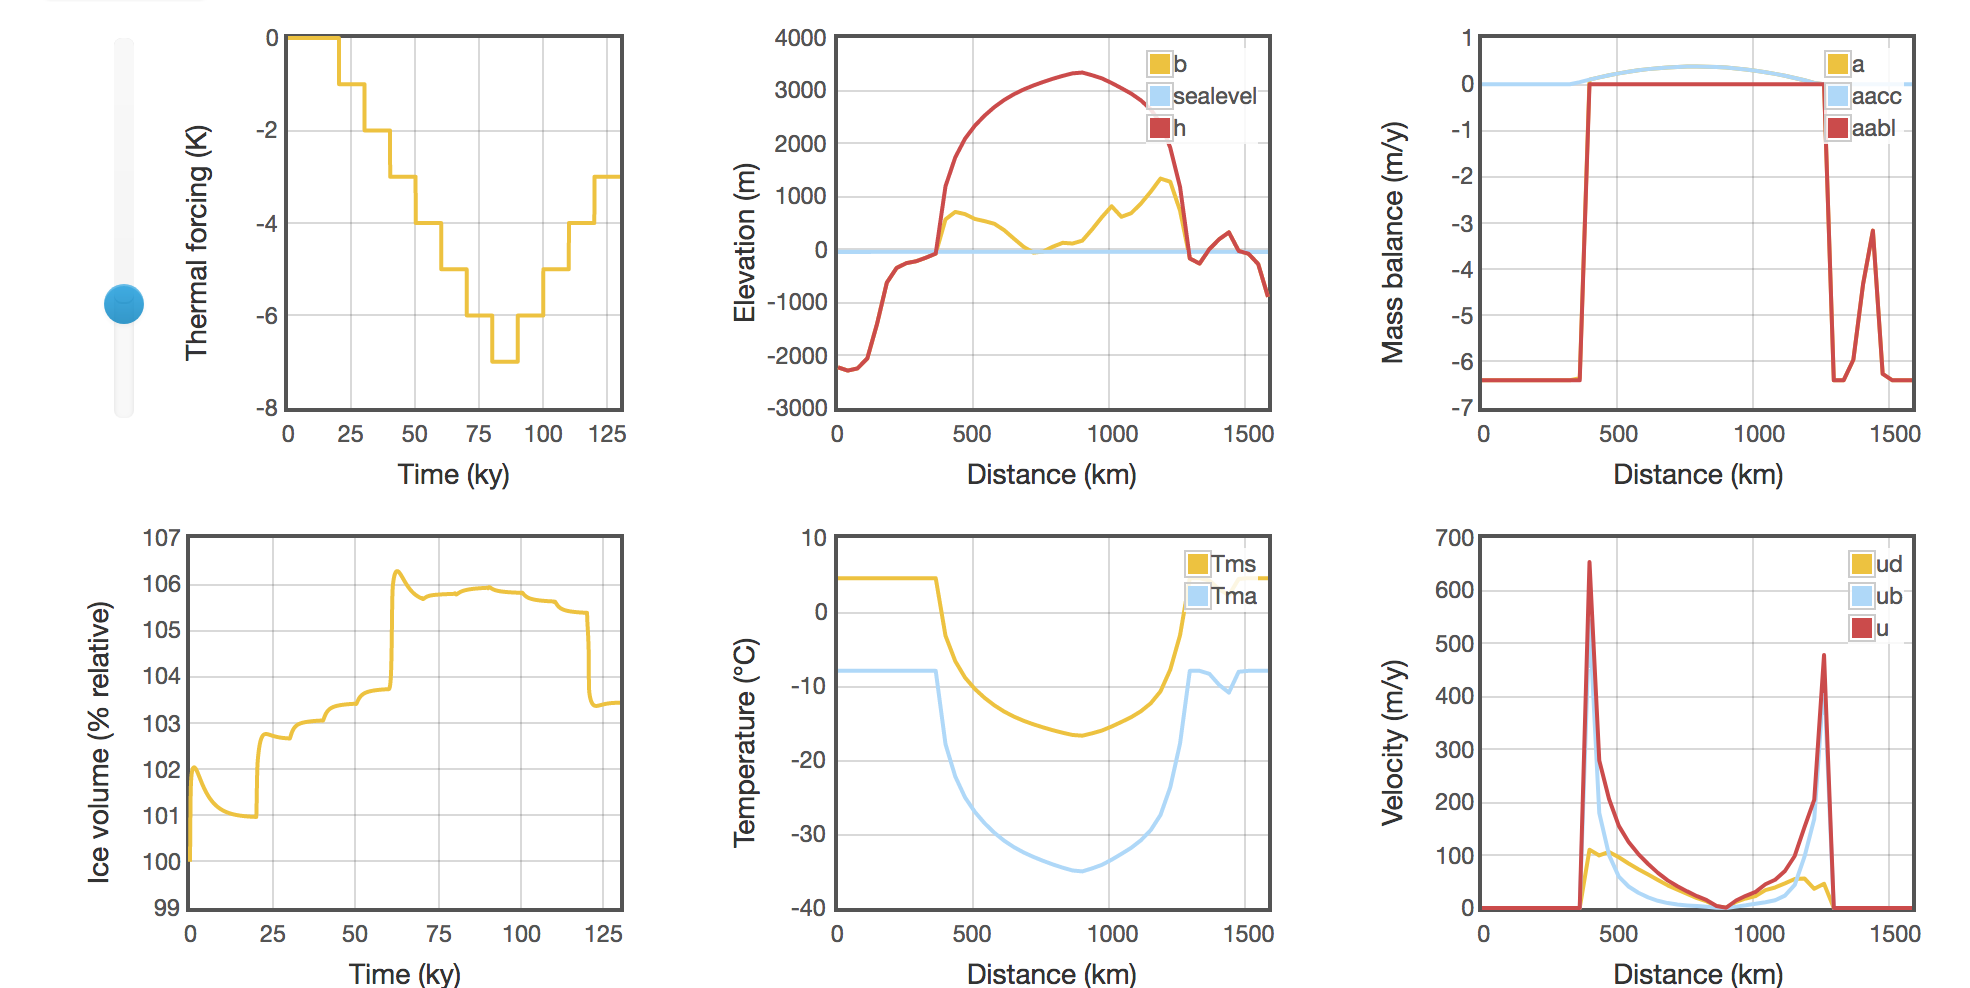 0
-2
-4
-6
-8
Thermal forcing (K)
0 25 50 75 100 125
Time (ky)
4000
3000
2000
1000
0
-1000
-2000
-3000
Elevation (m)
b
sealevel
h
0 500 1000 1500
Distance (km)
1
0
-1
-2
-3
-4
-5
-6
-7
Mass balance (m/y)
a
aacc
aabl
0 500 1000 1500
Distance (km)
107
106
105
104
103
102
101
100
99
Ice volume (% relative)
0 25 50 75 100 125
Time (ky)
10
0
-10
-20
-30
-40
Temperature (°C)
Tms
Tma
0 500 1000 1500
Distance (km)
700
600
500
400
300
200
100
0
Velocity (m/y)
ud
ub
u
0 500 1000 1500
Distance (km)